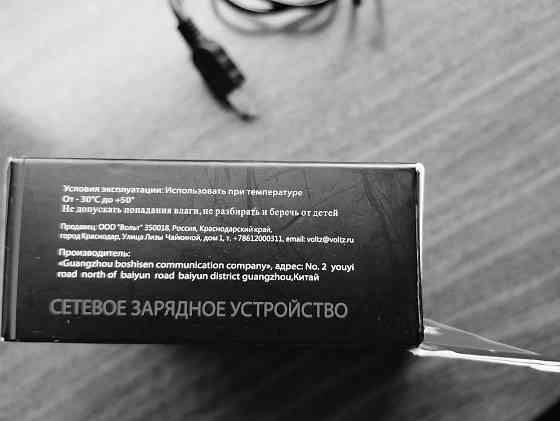 Условия эксплуатации: Использовать при температуре
От - 30°C до +50°
Не допускать попадания влаги, не разбирать и беречь от детей
Продавец: ООО "Вольт" 350018, Россия, Краснодарский край,
город Краснодар, Улица Лизы Чайкиной, дом 1, т. +78612000311, email: voltz@voltz.ru
Производитель:
«Guangzhou boshisen communication company», адрес: No. 2 youyi
road north of baiyun road baiyun district guangzhou,Китай
СЕТЕВОЕ ЗАРЯДНОЕ УСТРОЙСТВО